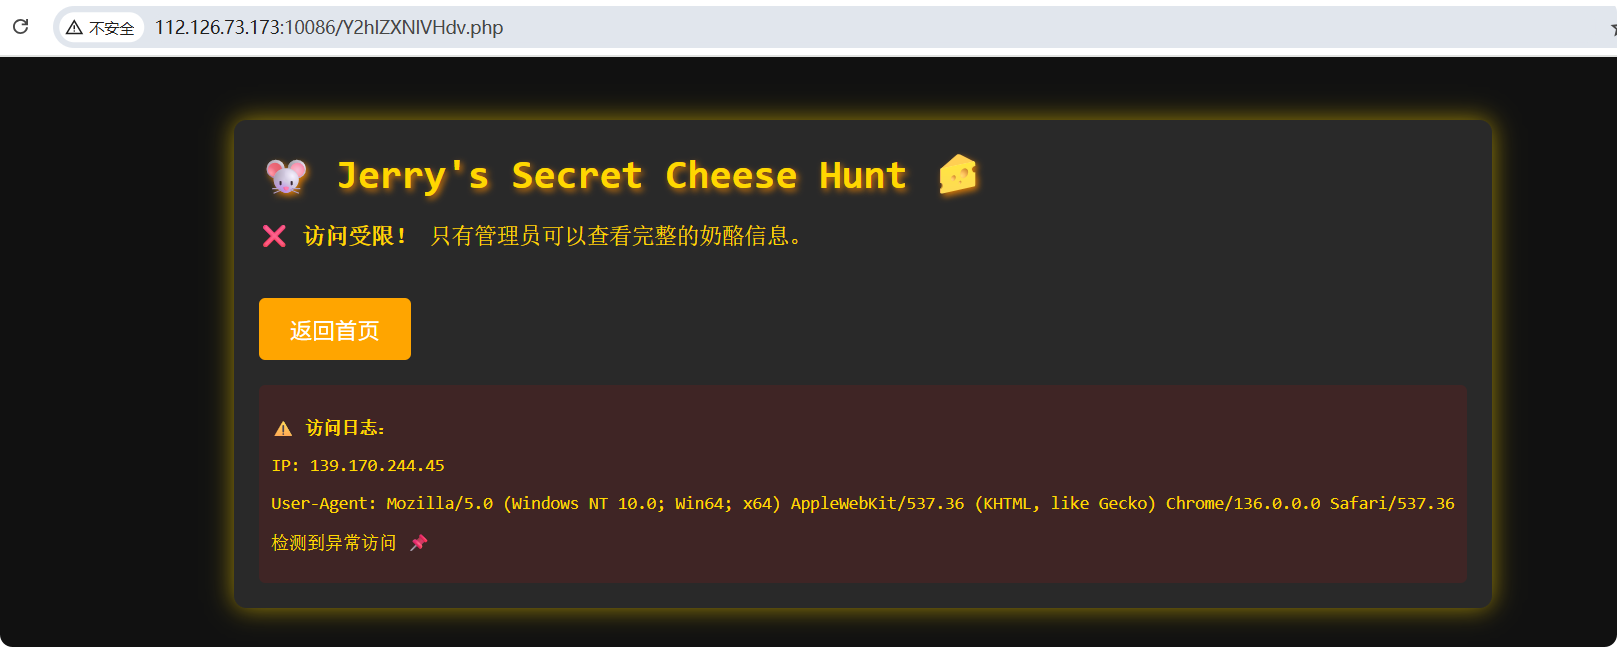 不安全 112.126.73.173:10086/Y2hlZXNlVHdv.php
Jerry's Secret Cheese Hunt
访问受限！ 只有管理员可以查看完整的奶酪信息。
返回首页
访问日志：
IP: 139.170.244.45
User-Agent: Mozilla/5.0 (Windows NT 10.0; Win64; x64) AppleWebKit/537.36 (KHTML, like Gecko) Chrome/136.0.0.0 Safari/537.36
检测到异常访问